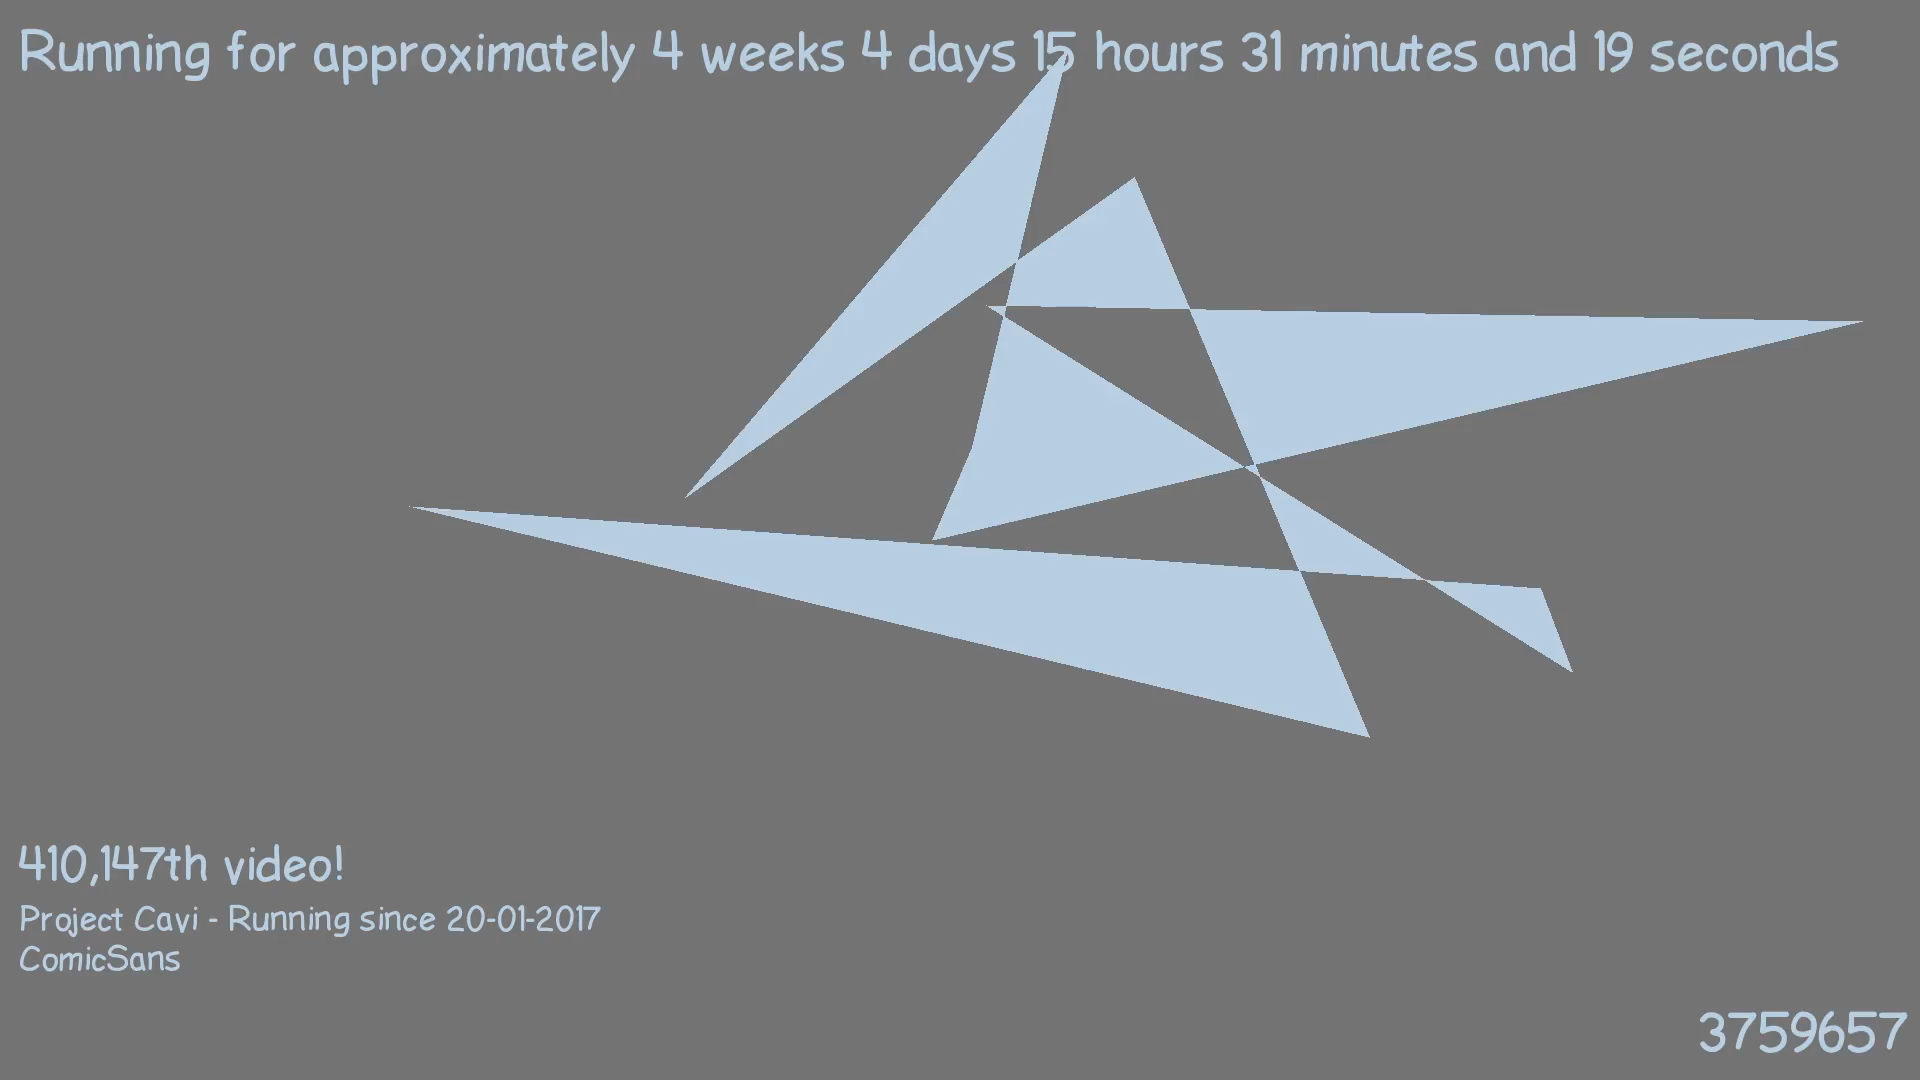 Running for approximately 4 weeks 4 days 15 hours 31 minutes and 19 seconds
410,147th video!
Project Cavi - Running since 20-01-2017
ComicSans
3759657